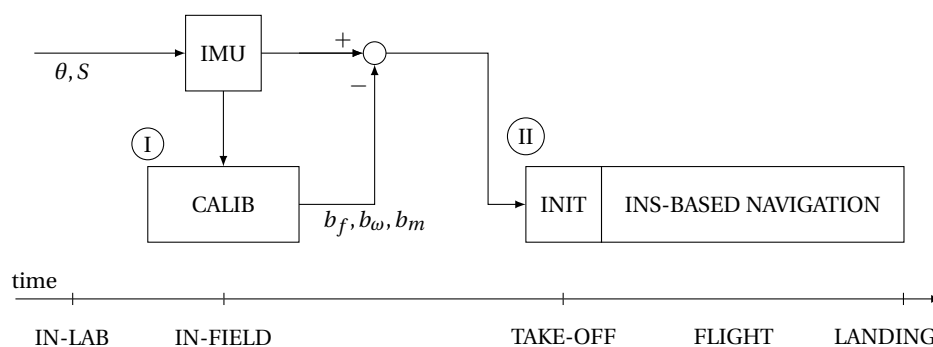 IMU
+
θ, S
−
I
II
CALIB
INIT
INS-BASED NAVIGATION
b_f, b_ω, b_m
time
IN-LAB
IN-FIELD
TAKE-OFF
FLIGHT
LANDING